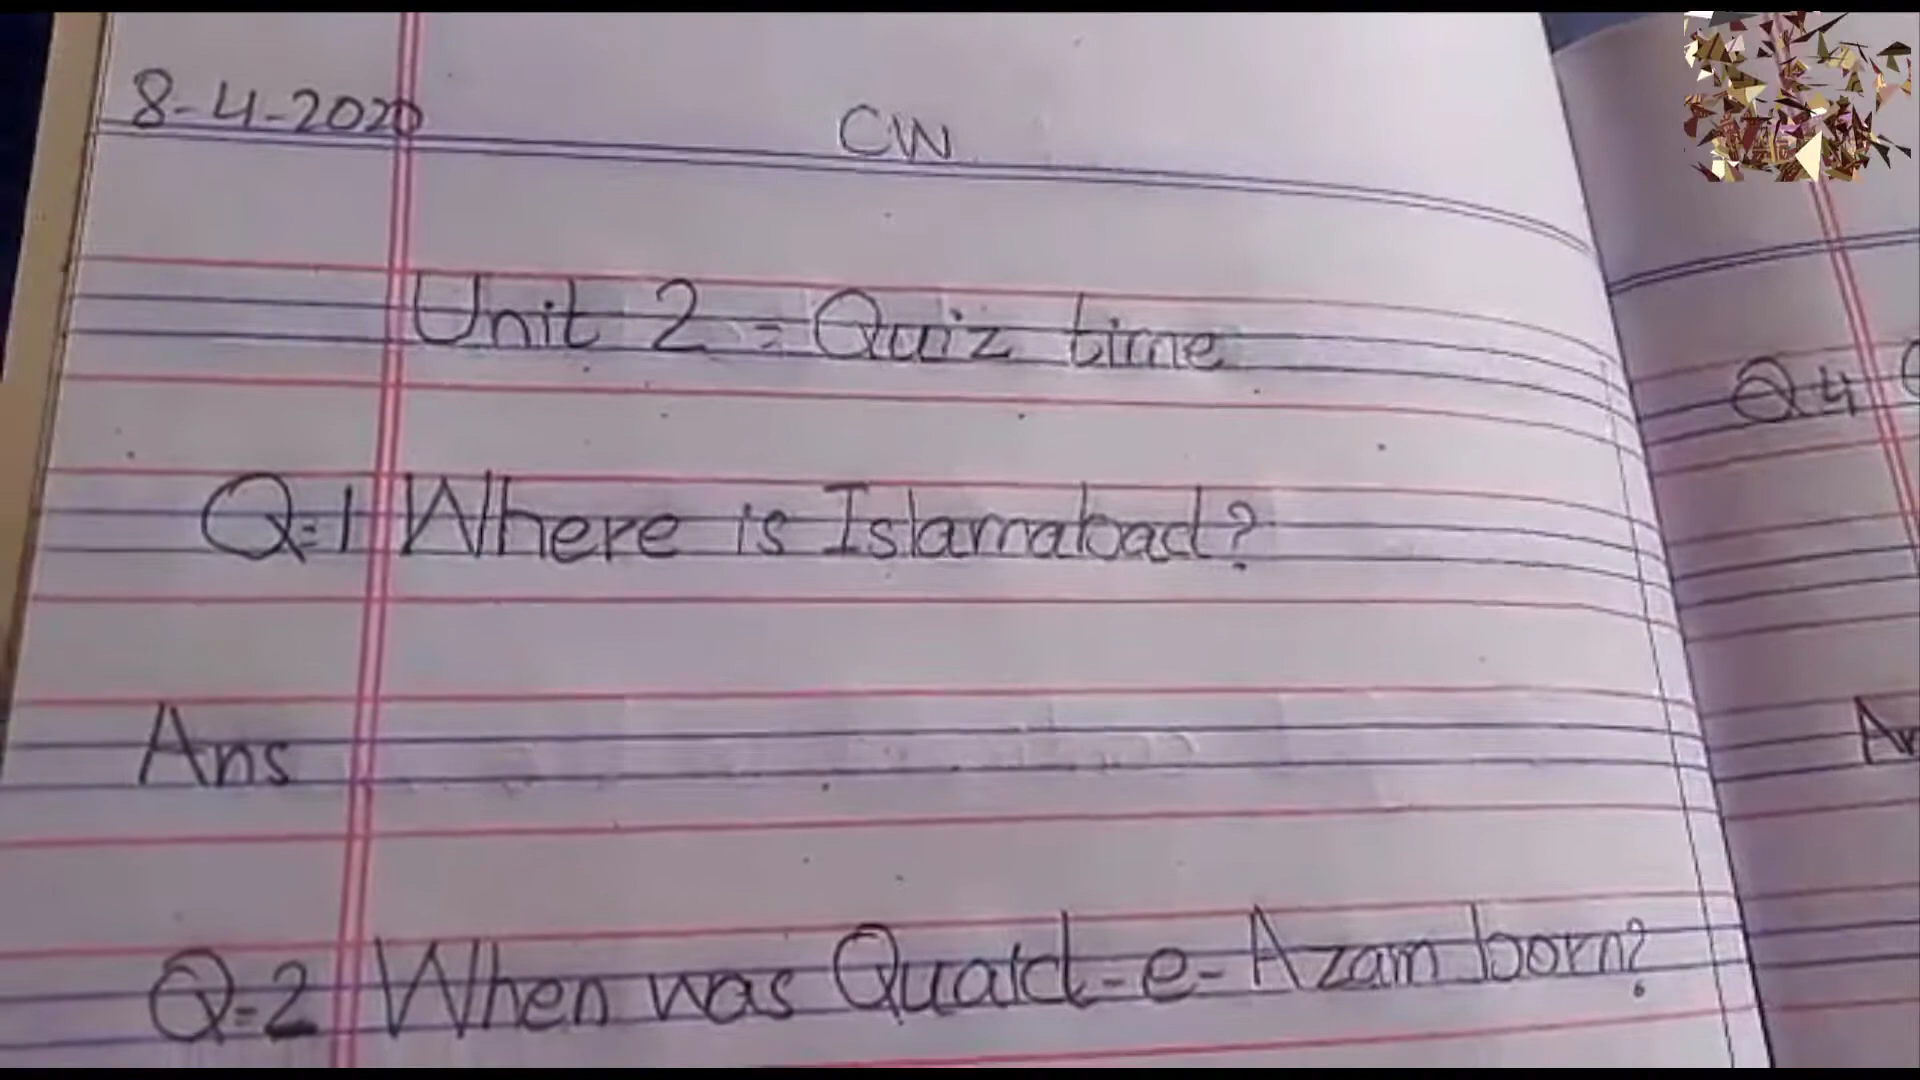 8-4-2020
CW
Unit 2 = Quiz time
Q=1 Where is Islamabad?
Ans
Q=2 When was Quaid-e-Azam born?
Q4